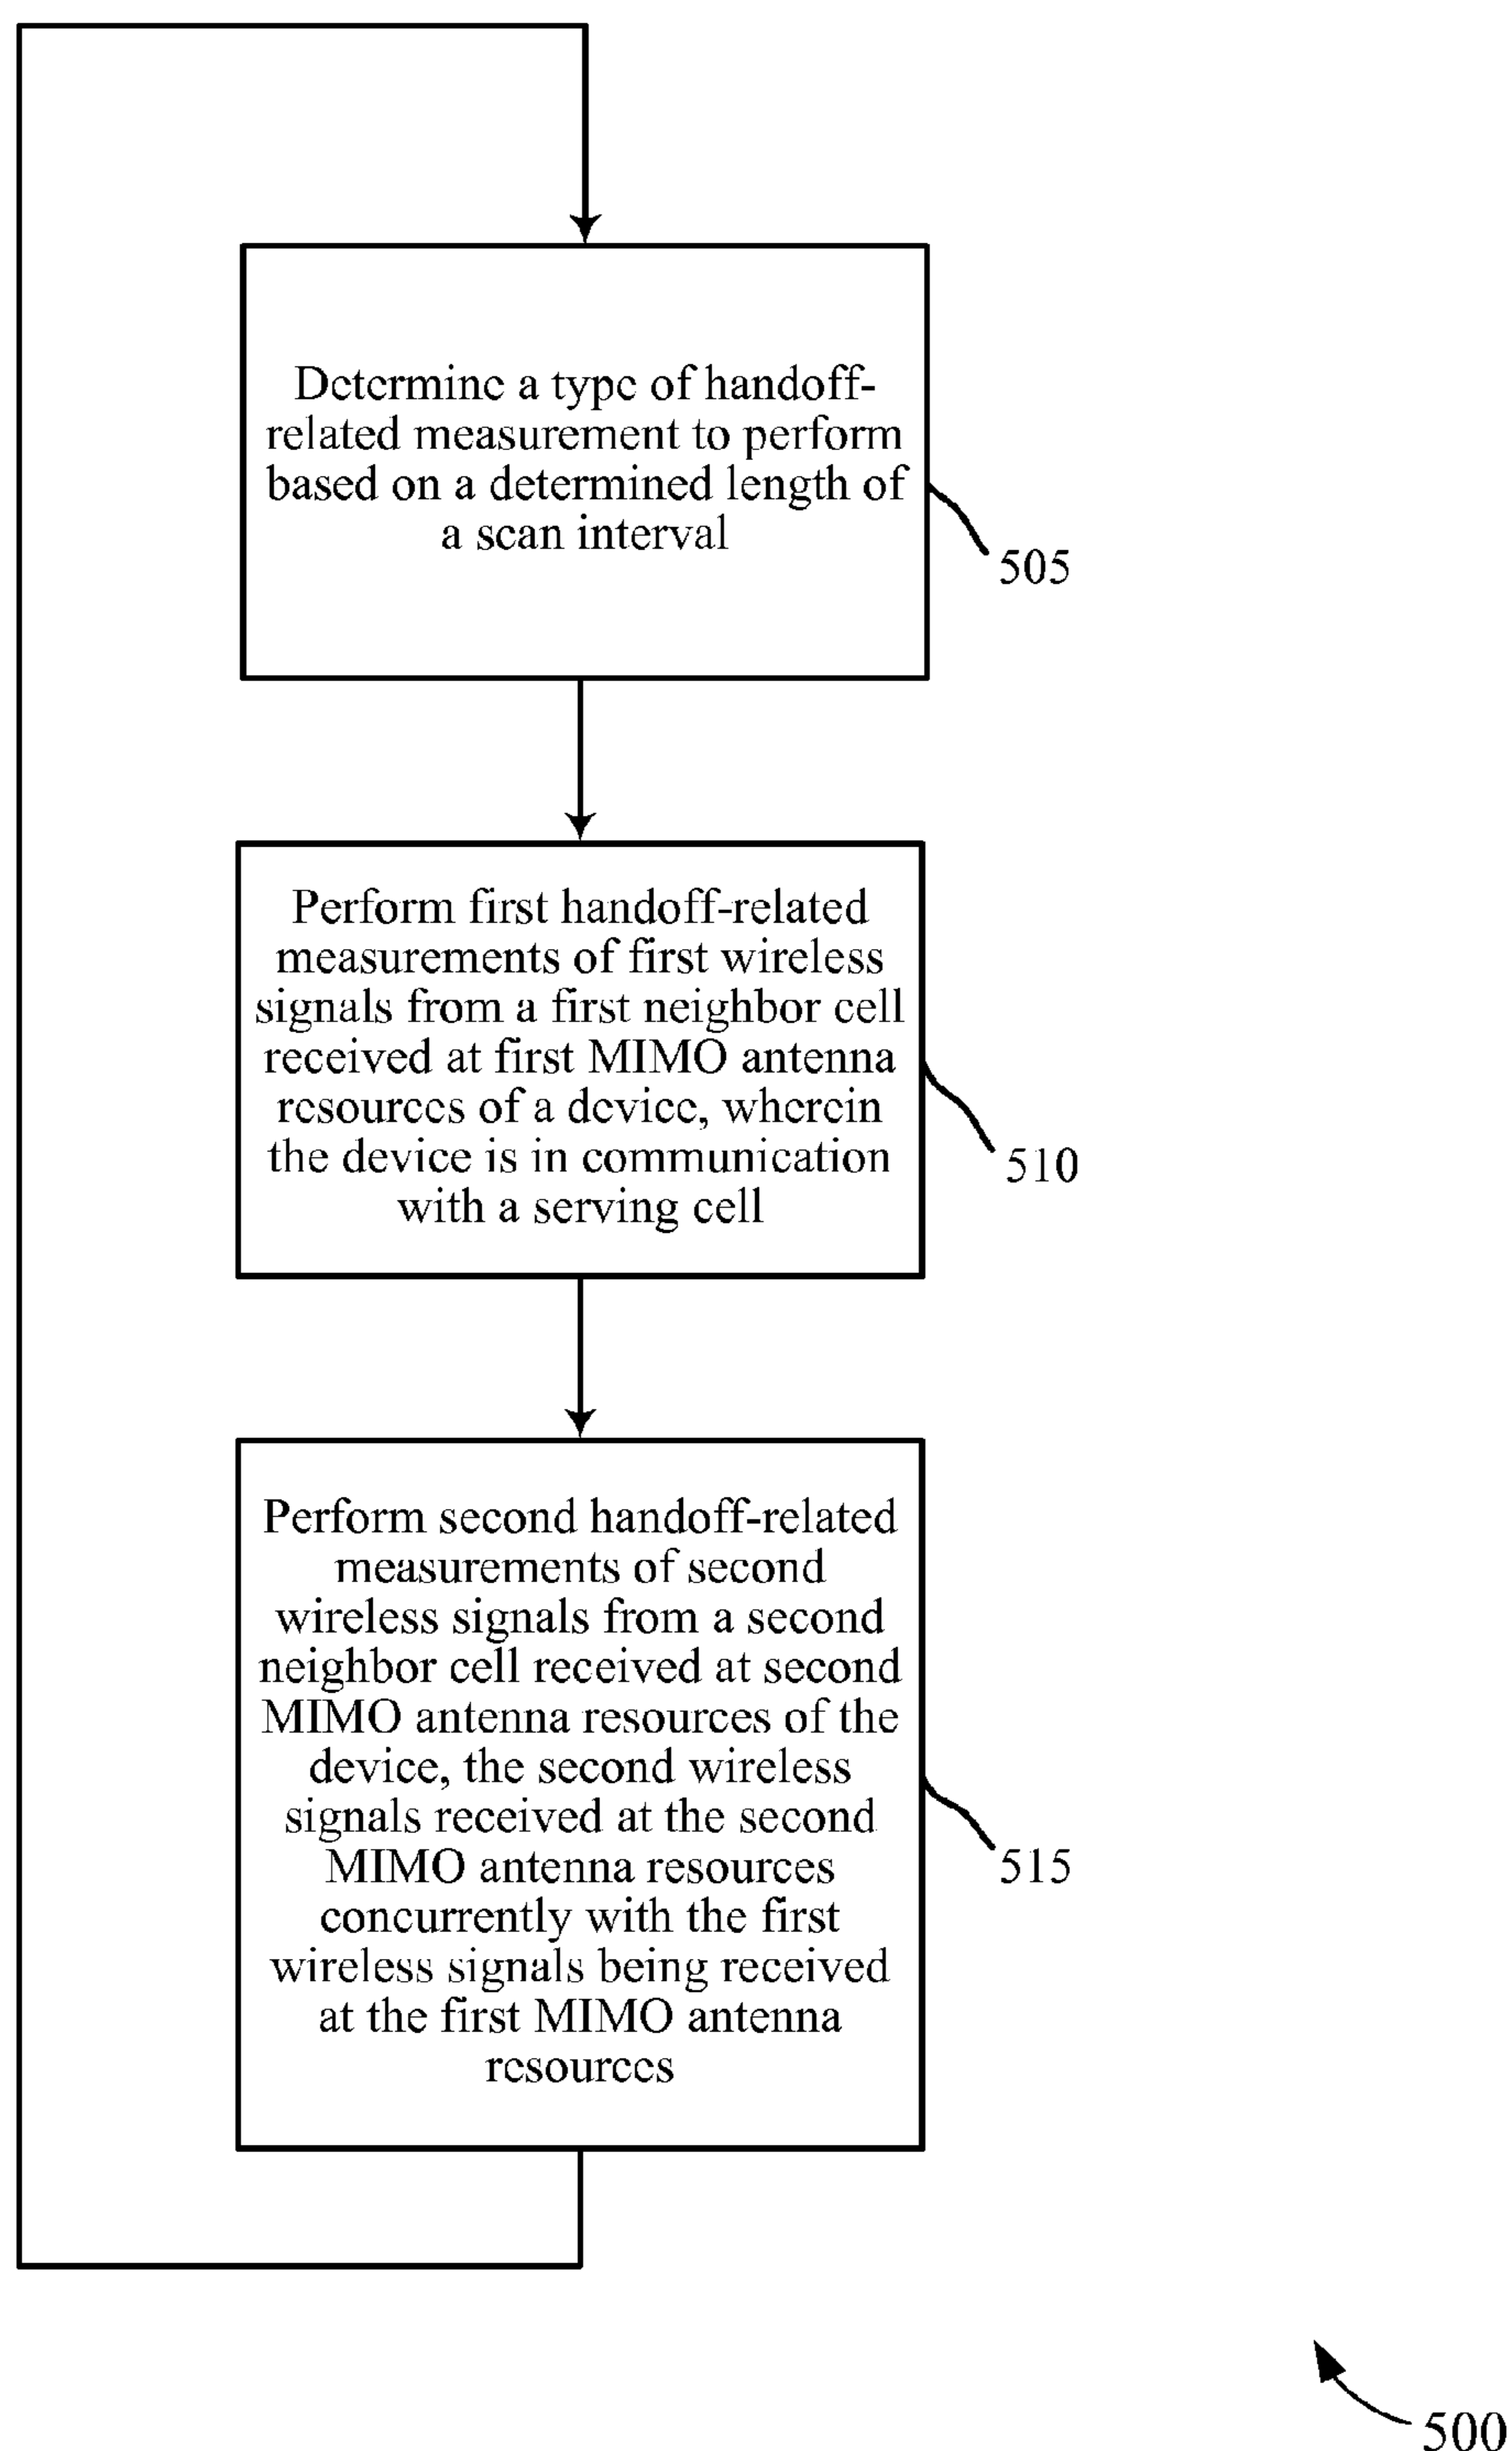 Determine a type of handoff-
related measurement to perform
based on a determined length of
a scan interval
505
Perform first handoff-related
measurements of first wireless
signals from a first neighbor cell
received at first MIMO antenna
resources of a device, wherein
the device is in communication
with a serving cell
510
Perform second handoff-related
measurements of second
wireless signals from a second
neighbor cell received at second
MIMO antenna resources of the
device, the second wireless
signals received at the second
MIMO antenna resources
concurrently with the first
wireless signals being received
at the first MIMO antenna
resources
515
500